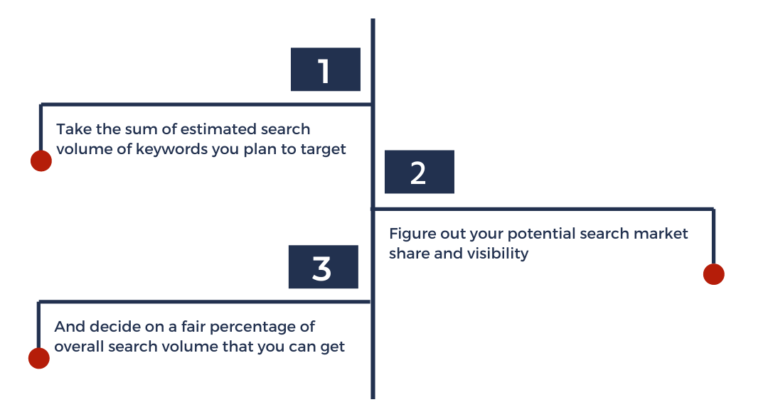 1
Take the sum of estimated search
volume of keywords you plan to target
2
Figure out your potential search market
share and visibility
3
And decide on a fair percentage of
overall search volume that you can get